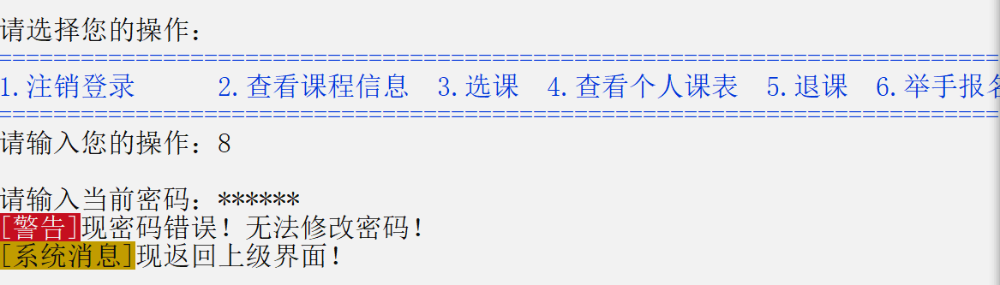 请选择您的操作：
=========================================================================
1.注销登录 2.查看课程信息 3.选课 4.查看个人课表 5.退课 6.举手报名
=========================================================================
请输入您的操作：8
请输入当前密码：******
[警告]现密码错误！无法修改密码！
[系统消息]现返回上级界面！